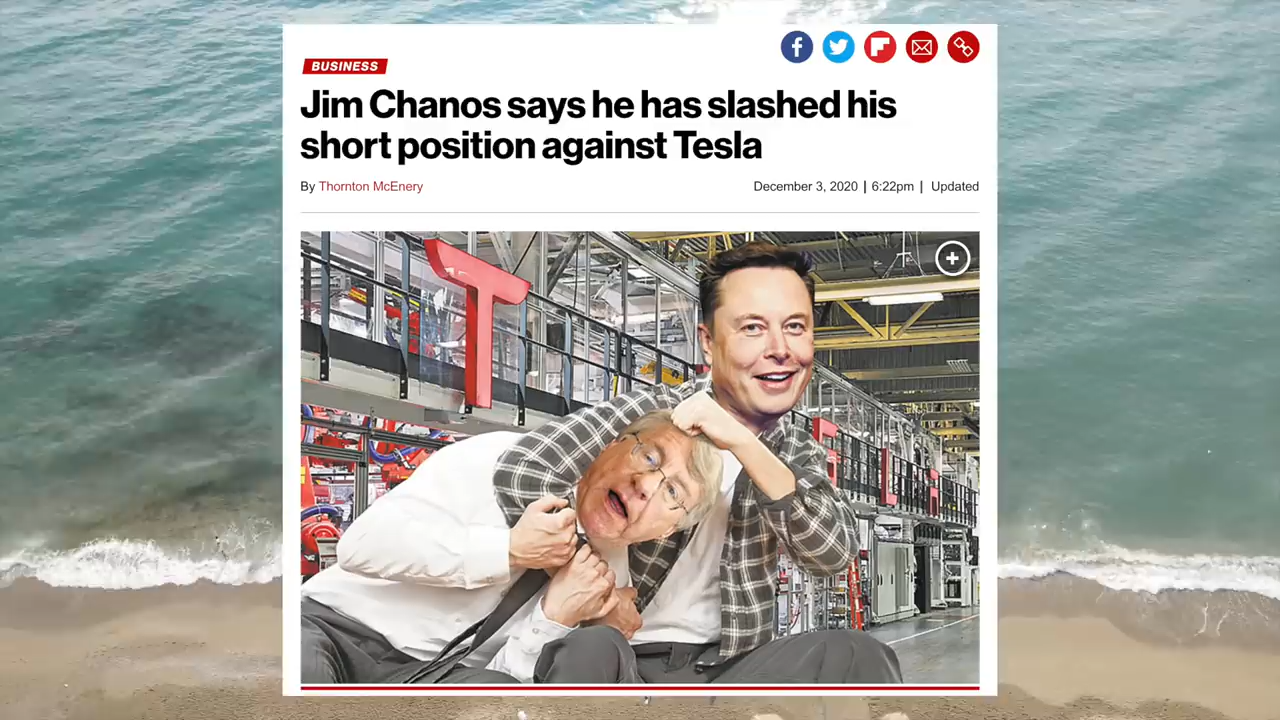 BUSINESS
Jim Chanos says he has slashed his
short position against Tesla
By Thornton McEnery
December 3, 2020 | 6:22pm | Updated